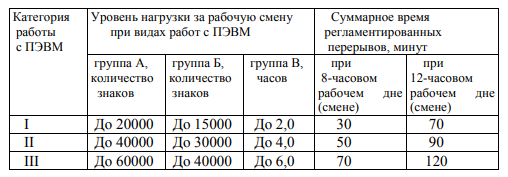 Категория работы с ПЭВМ
Уровень нагрузки за рабочую смену при видах работ с ПЭВМ
Суммарное время регламентированных перерывов, минут
группа А, количество знаков
группа Б, количество знаков
группа В, часов
при 8-часовом рабочем дне (смене)
при 12-часовом рабочем дне (смене)
I До 20000 До 15000 До 2,0 30 70
II До 40000 До 30000 До 4,0 50 90
III До 60000 До 40000 До 6,0 70 120